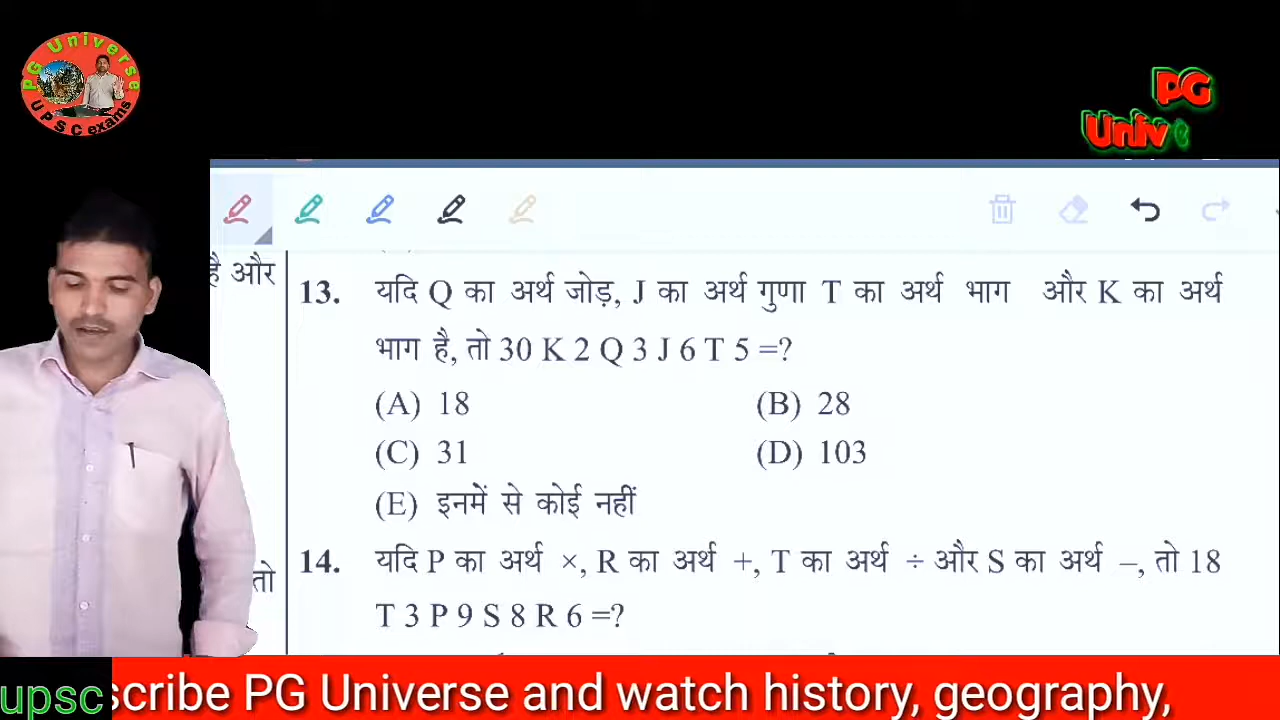 PG Universe
UPSC exams
PG
Unive
है और
13. यदि Q का अर्थ जोड़, J का अर्थ गुणा T का अर्थ भाग और K का अर्थ
भाग है, तो 30 K 2 Q 3 J 6 T 5 =?
(A) 18 (B) 28
(C) 31 (D) 103
(E) इनमें से कोई नहीं
14. यदि P का अर्थ ×, R का अर्थ +, T का अर्थ ÷ और S का अर्थ –, तो 18
तो
T 3 P 9 S 8 R 6 =?
upsc scribe PG Universe and watch history, geography,